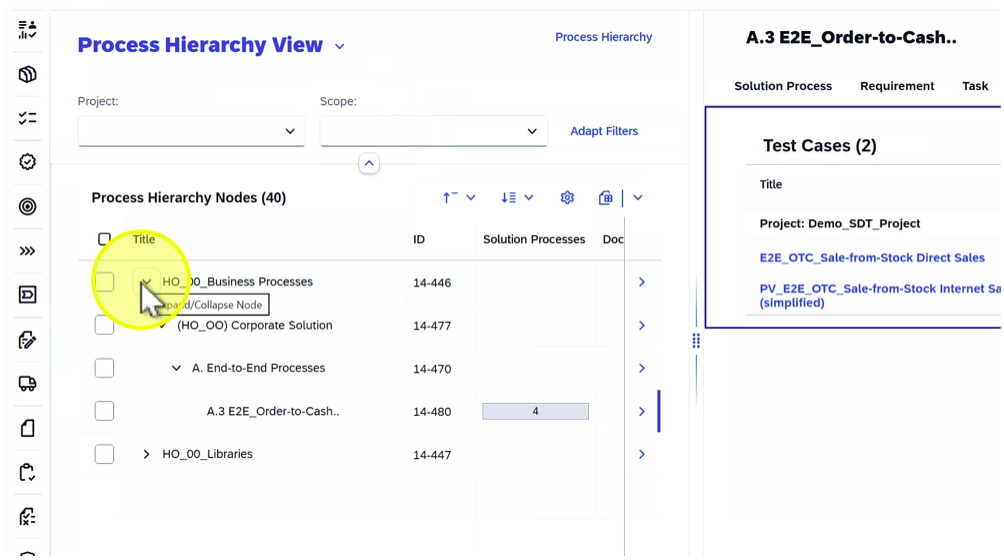 Process Hierarchy View
Process Hierarchy
Project:
Scope:
Adapt Filters
Process Hierarchy Nodes (40)
Title
ID
Solution Processes
Doc
HO_00_Business Processes
14-446
Expand/Collapse Node
(HO_OO) Corporate Solution
14-477
A. End-to-End Processes
14-470
A.3 E2E_Order-to-Cash..
14-480
4
HO_00_Libraries
14-447
A.3 E2E_Order-to-Cash..
Solution Process
Requirement
Task
Test Cases (2)
Title
Project: Demo_SDT_Project
E2E_OTC_Sale-from-Stock Direct Sales
PV_E2E_OTC_Sale-from-Stock Internet Sa
(simplified)